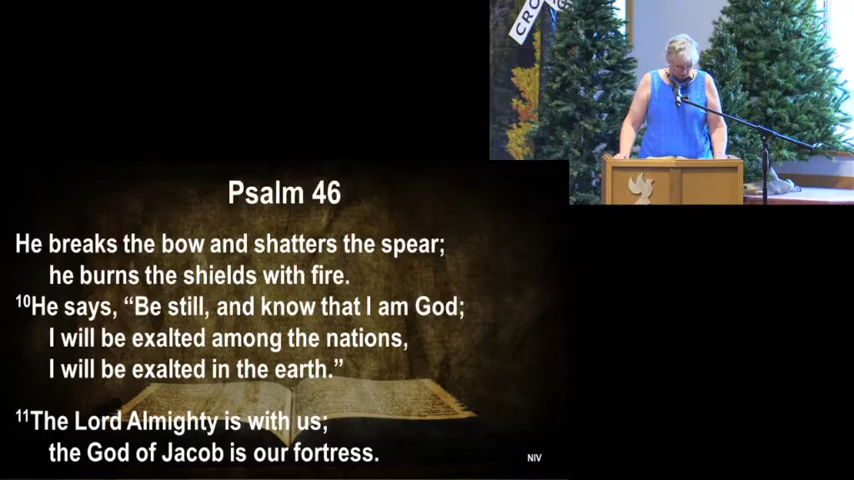 CRO
Psalm 46
He breaks the bow and shatters the spear;
he burns the shields with fire.
¹⁰He says, “Be still, and know that I am God;
I will be exalted among the nations,
I will be exalted in the earth.”
¹¹The Lord Almighty is with us;
the God of Jacob is our fortress.
NIV